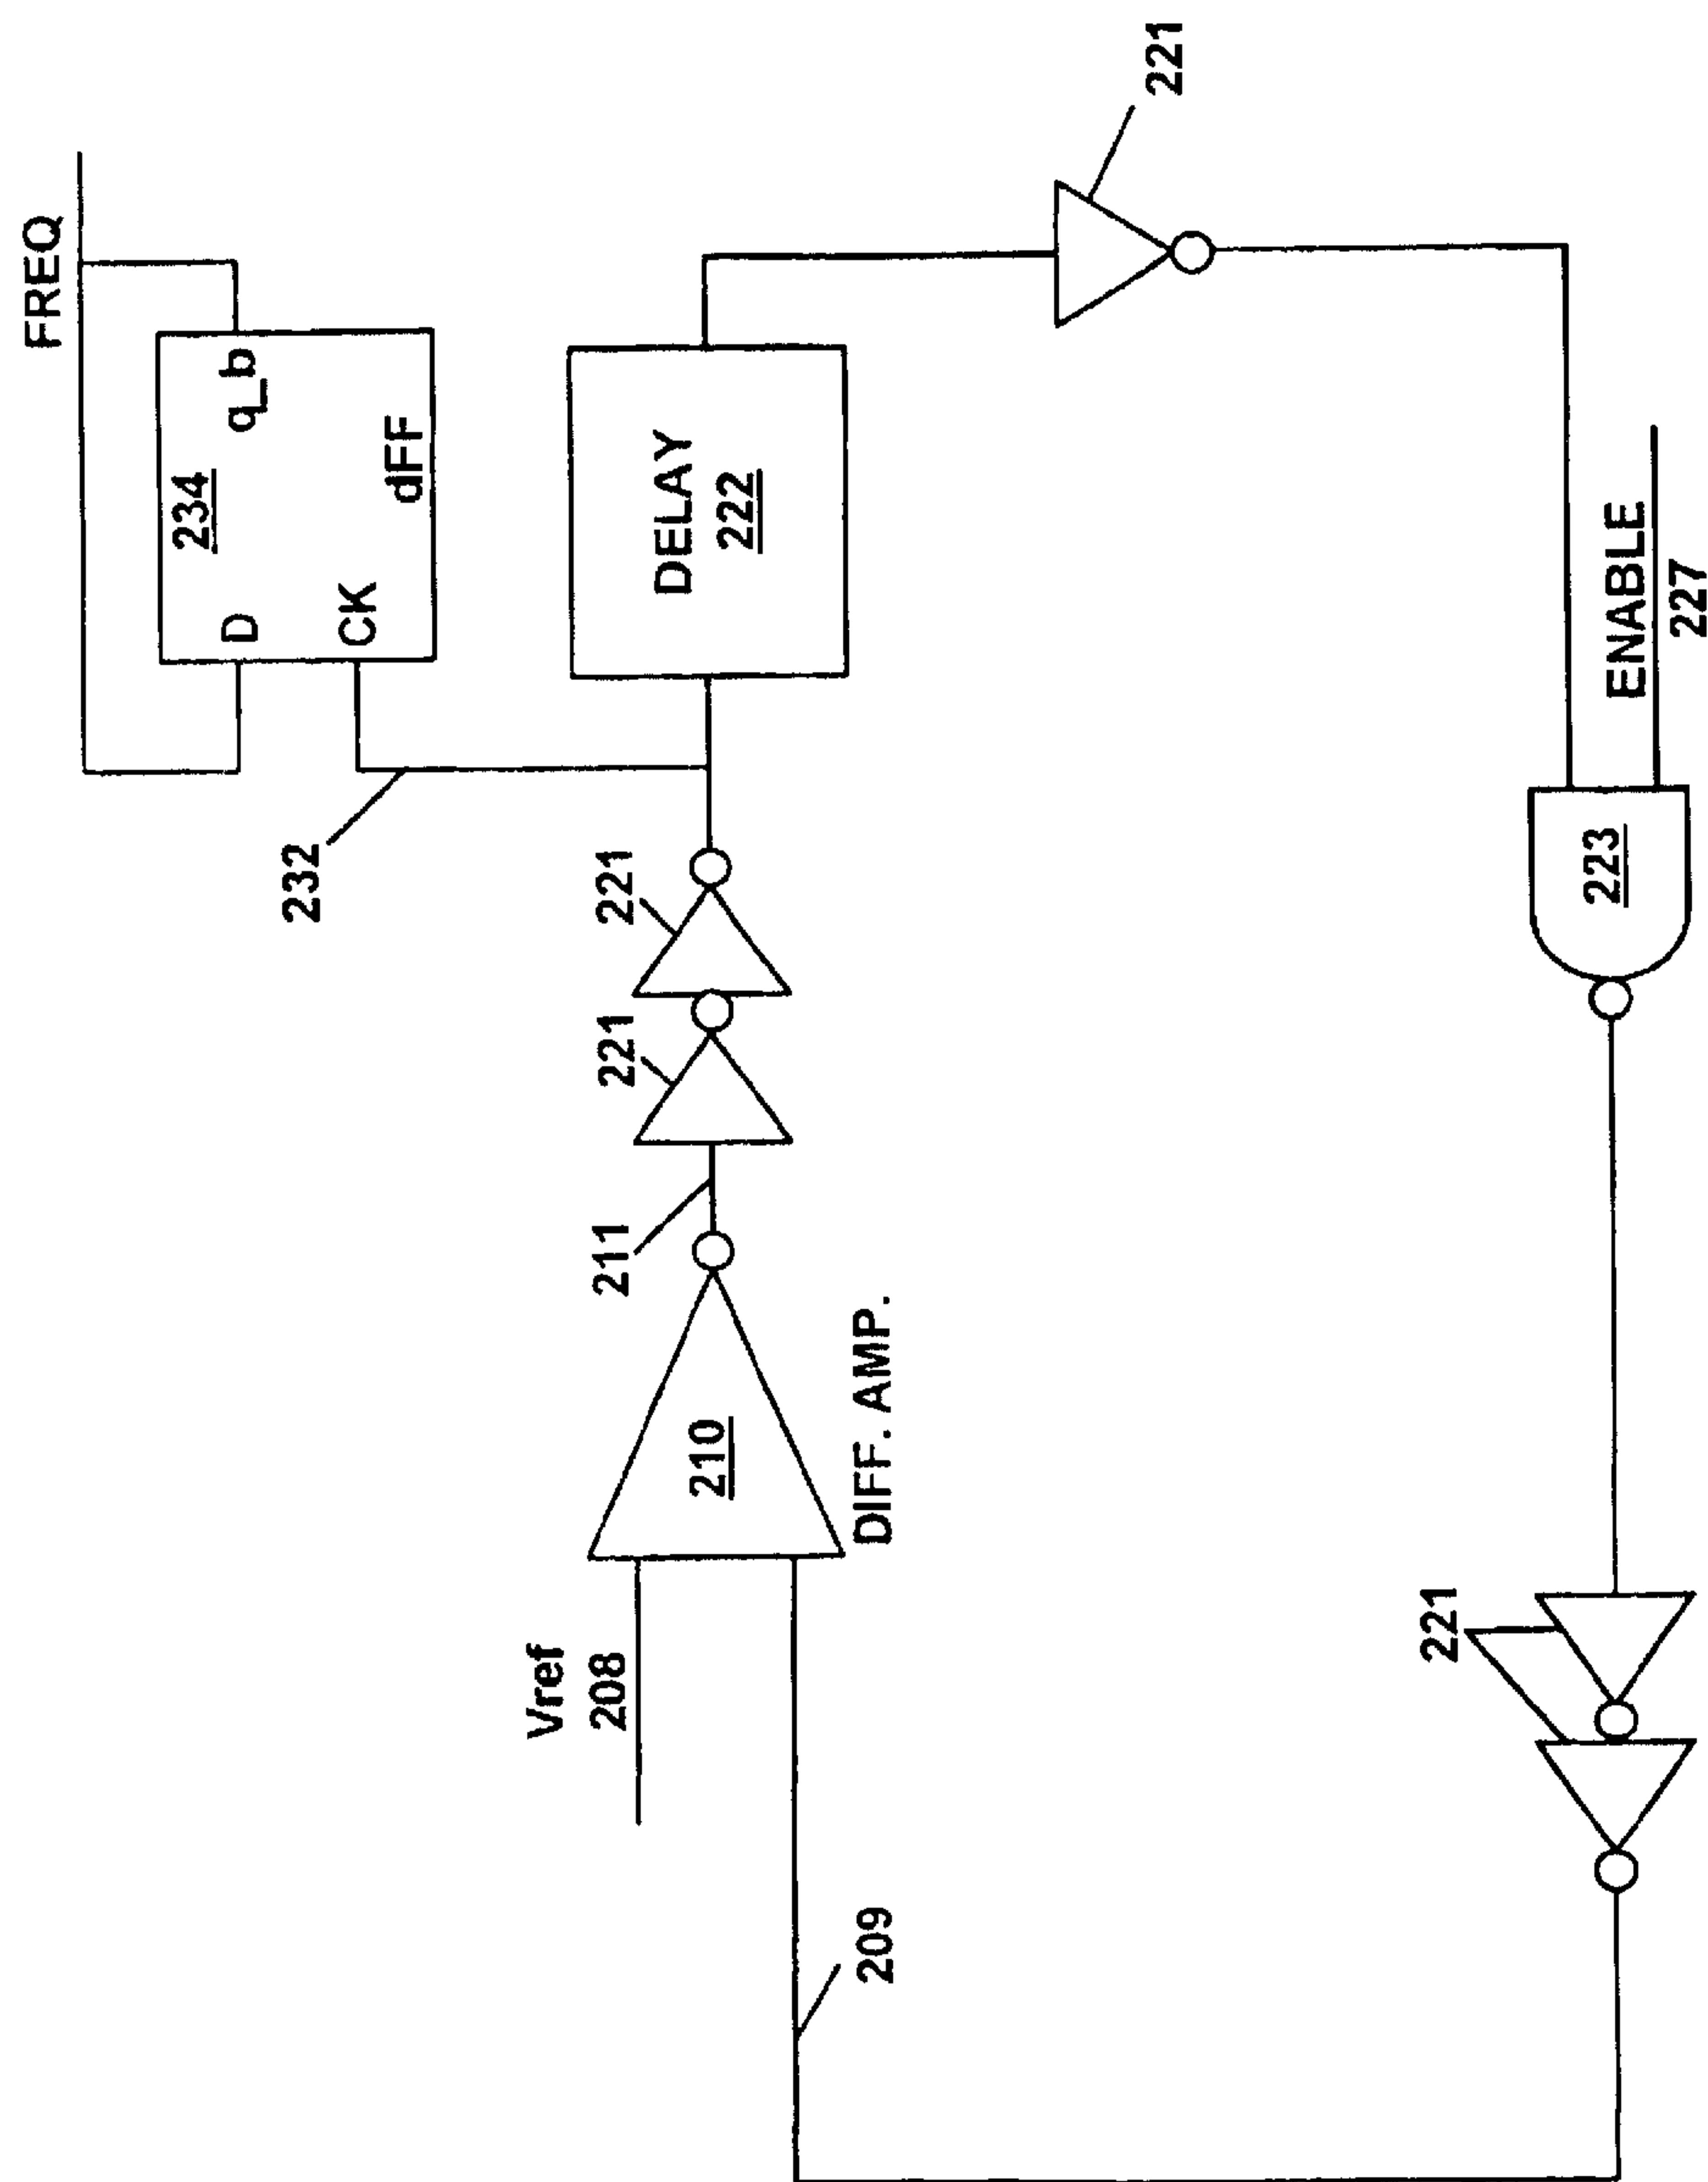 FREQ
234
D
q_b
CK
dFF
232
DELAY
222
221
221
221
211
Vref
208
210
DIFF. AMP.
209
ENABLE
227
223
221